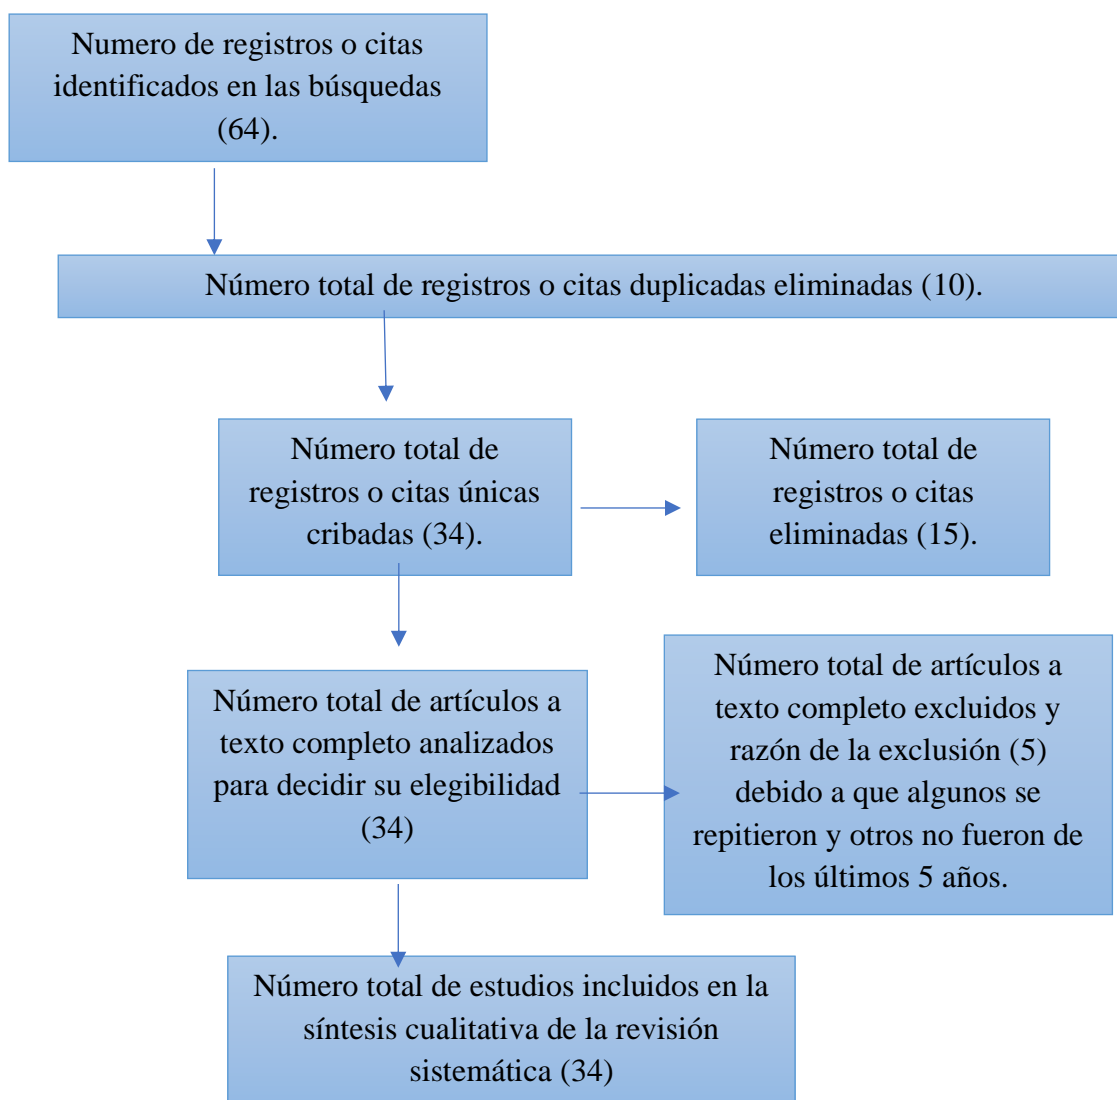 Numero de registros o citas
identificados en las búsquedas
(64).
Número total de registros o citas duplicadas eliminadas (10).
Número total de
registros o citas únicas
cribadas (34).
Número total de
registros o citas
eliminadas (15).
Número total de artículos a
texto completo analizados
para decidir su elegibilidad
(34)
Número total de artículos a
texto completo excluidos y
razón de la exclusión (5)
debido a que algunos se
repitieron y otros no fueron de
los últimos 5 años.
Número total de estudios incluidos en la
síntesis cualitativa de la revisión
sistemática (34)